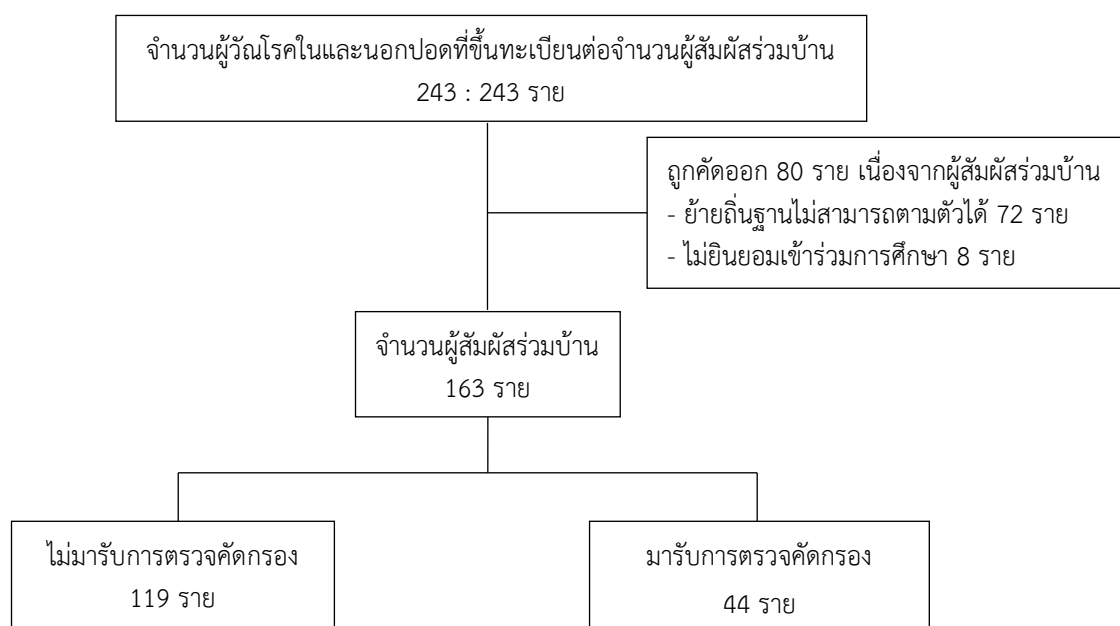 จำนวนผู้วัณโรคในและนอกปอดที่ขึ้นทะเบียนต่อจำนวนผู้สัมผัสร่วมบ้าน
243 : 243 ราย
ถูกคัดออก 80 ราย เนื่องจากผู้สัมผัสร่วมบ้าน
- ย้ายถิ่นฐานไม่สามารถตามตัวได้ 72 ราย
- ไม่ยินยอมเข้าร่วมการศึกษา 8 ราย
จำนวนผู้สัมผัสร่วมบ้าน
163 ราย
ไม่มารับการตรวจคัดกรอง
119 ราย
มารับการตรวจคัดกรอง
44 ราย